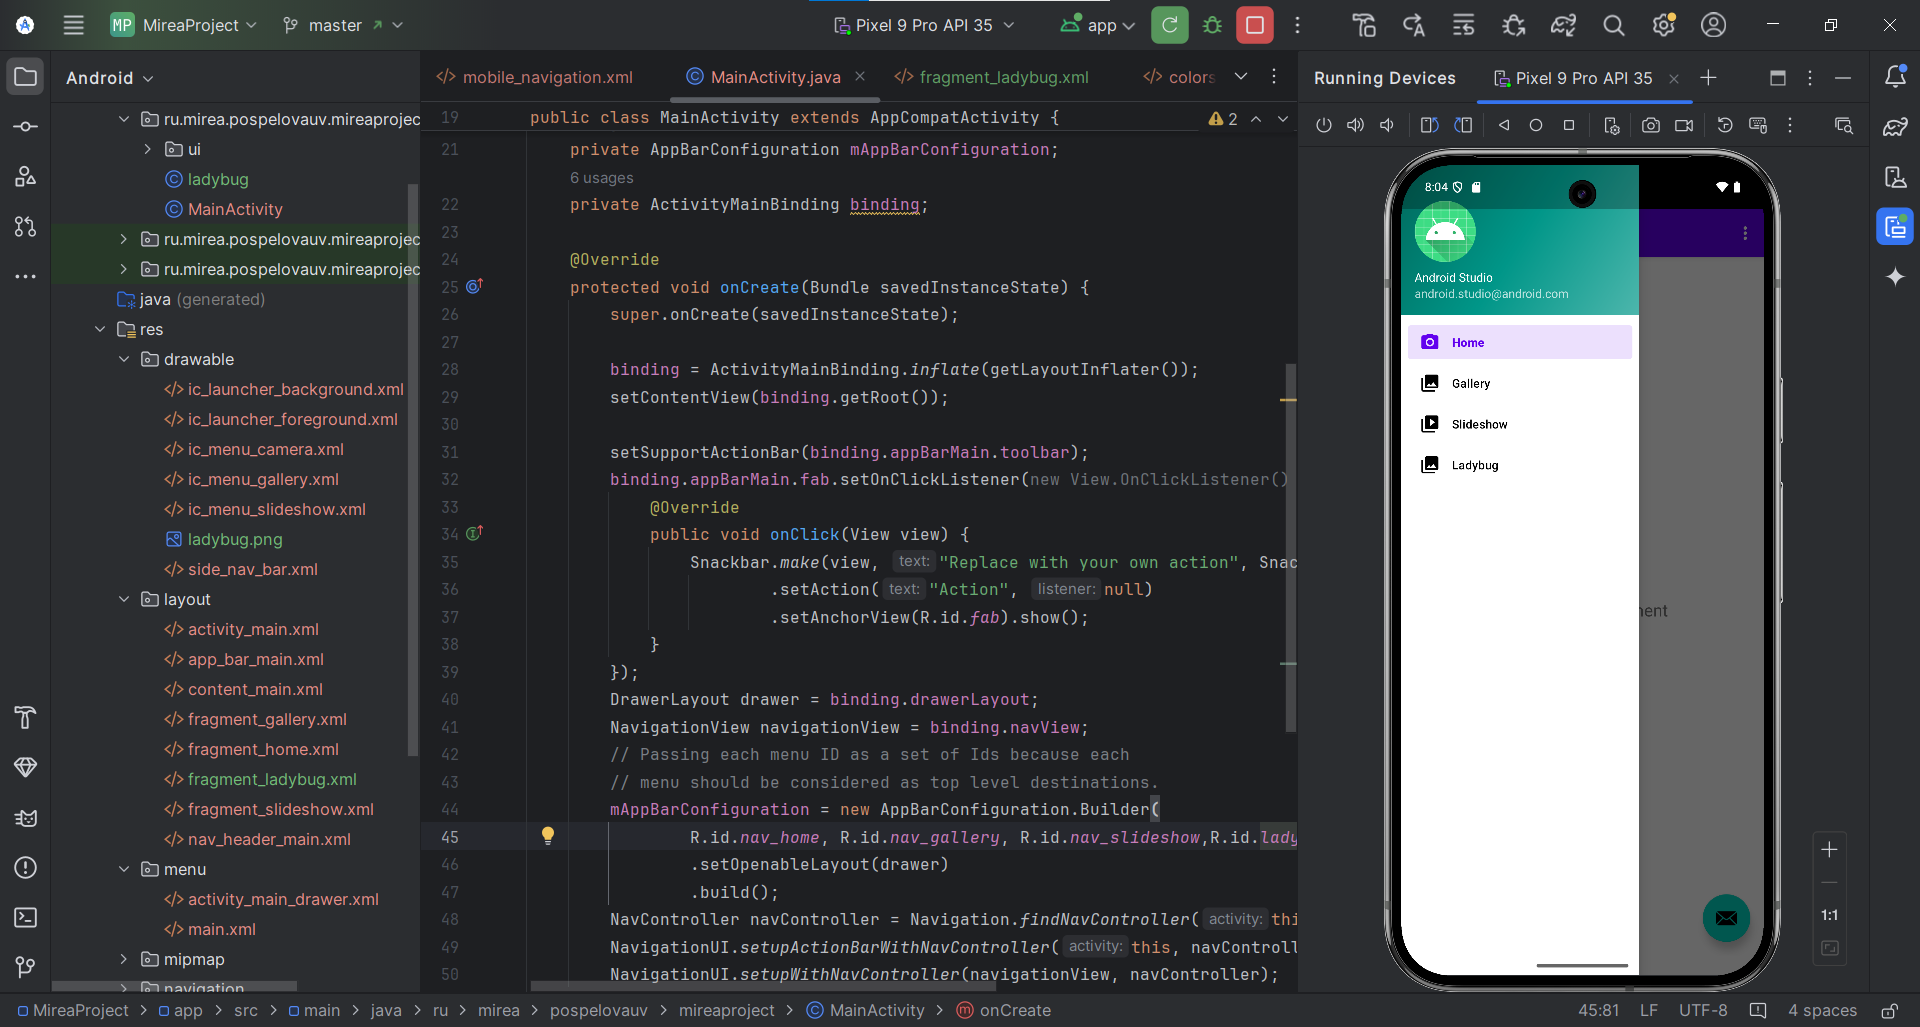 MP MireaProject master Pixel 9 Pro API 35 app
Android
ru.mirea.pospelovauv.mireaprojec
ui
ladybug
MainActivity
ru.mirea.pospelovauv.mireaprojec
ru.mirea.pospelovauv.mireaprojec
java (generated)
res
drawable
ic_launcher_background.xml
ic_launcher_foreground.xml
ic_menu_camera.xml
ic_menu_gallery.xml
ic_menu_slideshow.xml
ladybug.png
side_nav_bar.xml
layout
activity_main.xml
app_bar_main.xml
content_main.xml
fragment_gallery.xml
fragment_home.xml
fragment_ladybug.xml
fragment_slideshow.xml
nav_header_main.xml
menu
activity_main_drawer.xml
main.xml
mipmap
navigation
mobile_navigation.xml MainActivity.java fragment_ladybug.xml colors
19 public class MainActivity extends AppCompatActivity { 2
21 private AppBarConfiguration mAppBarConfiguration;
6 usages
22 private ActivityMainBinding binding;
23
24 @Override
25 protected void onCreate(Bundle savedInstanceState) {
26 super.onCreate(savedInstanceState);
27
28 binding = ActivityMainBinding.inflate(getLayoutInflater());
29 setContentView(binding.getRoot());
30
31 setSupportActionBar(binding.appBarMain.toolbar);
32 binding.appBarMain.fab.setOnClickListener(new View.OnClickListener()
33 @Override
34 public void onClick(View view) {
35 Snackbar.make(view, text: "Replace with your own action", Snac
36 .setAction( text: "Action", listener: null)
37 .setAnchorView(R.id.fab).show();
38 }
39 });
40 DrawerLayout drawer = binding.drawerLayout;
41 NavigationView navigationView = binding.navView;
42 // Passing each menu ID as a set of Ids because each
43 // menu should be considered as top level destinations.
44 mAppBarConfiguration = new AppBarConfiguration.Builder(
45 R.id.nav_home, R.id.nav_gallery, R.id.nav_slideshow,R.id.lady
46 .setOpenableLayout(drawer)
47 .build();
48 NavController navController = Navigation.findNavController( activity: thi
49 NavigationUI.setupActionBarWithNavController( activity: this, navControll
50 NavigationUI.setupWithNavController(navigationView, navController);
Running Devices Pixel 9 Pro API 35
8:04
Android Studio
android.studio@android.com
Home
Gallery
Slideshow
Ladybug
ment
1:1
MireaProject > app > src > main > java > ru > mirea > pospelovauv > mireaproject > MainActivity > onCreate 45:81 LF UTF-8 4 spaces